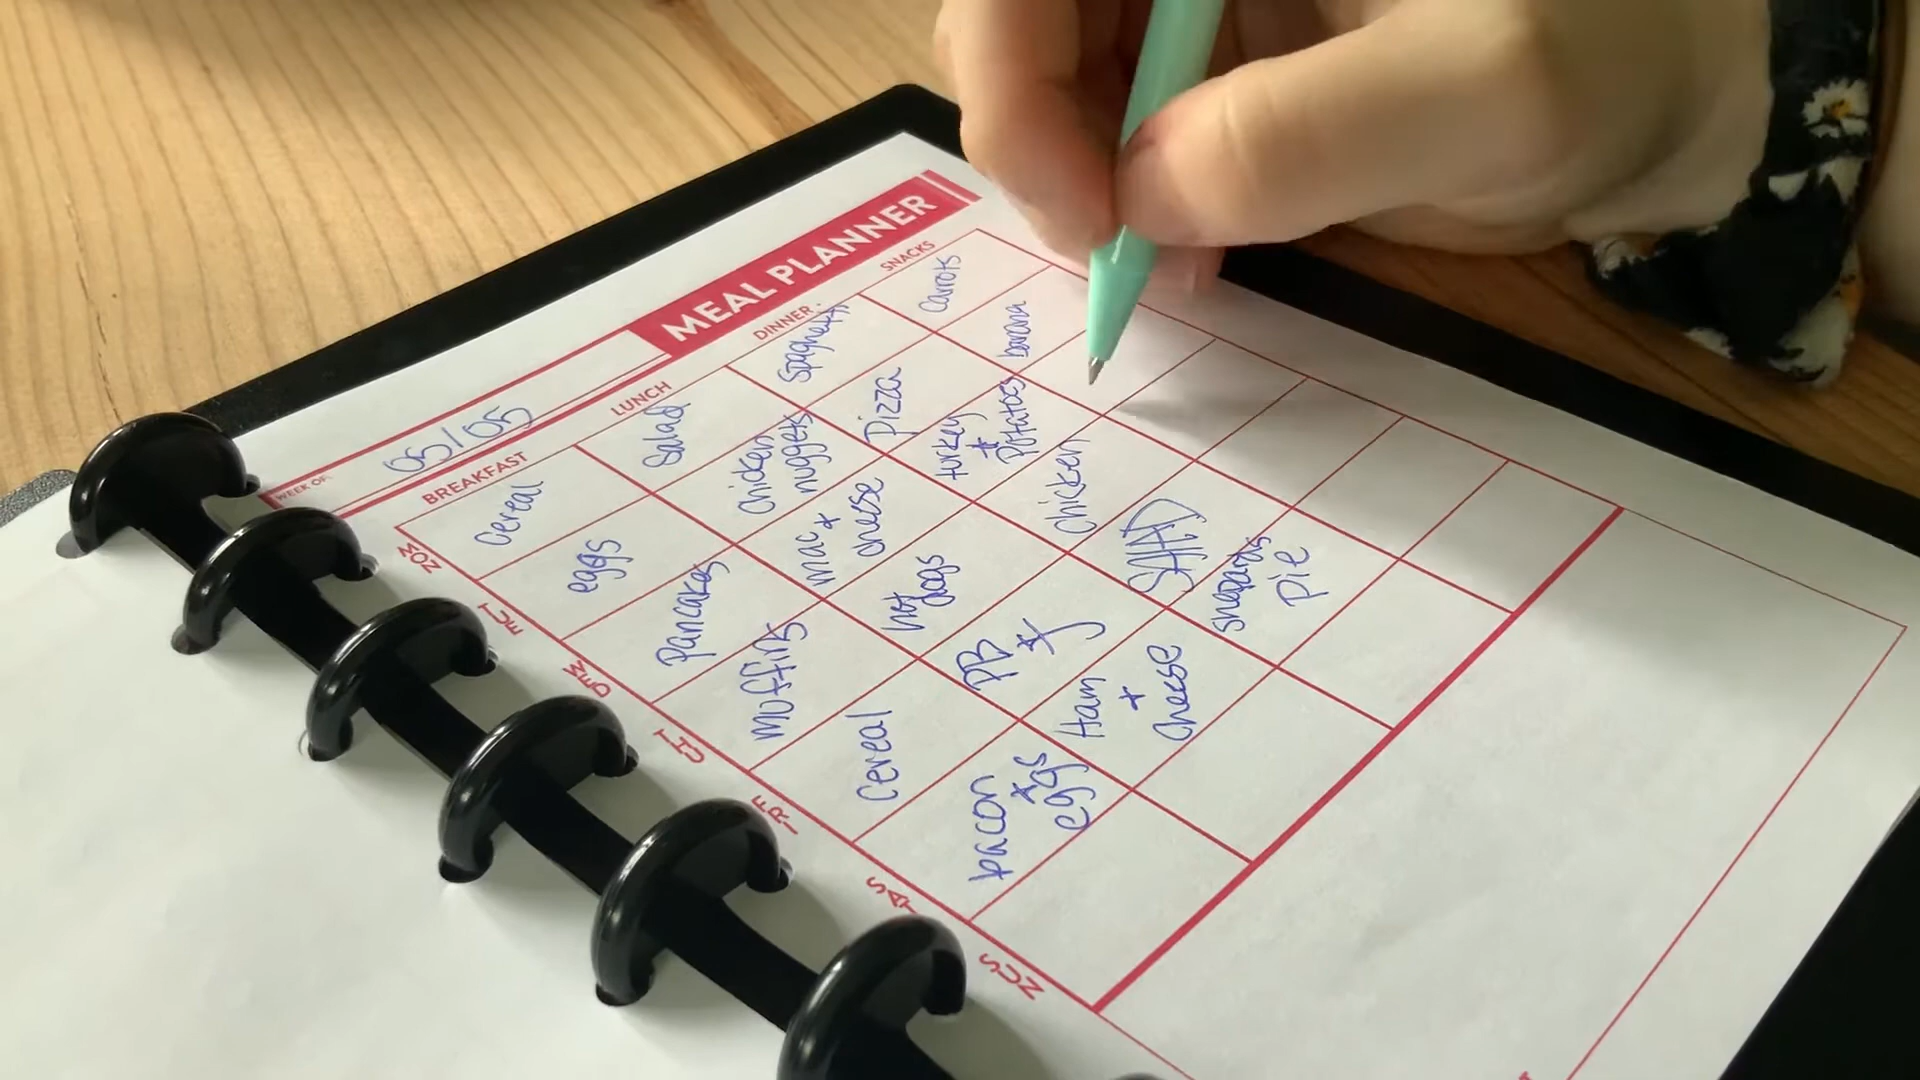 MEAL PLANNER
WEEK OF: 05/05
BREAKFAST
LUNCH
DINNER
SNACKS
MON
Cereal
Salad
Spaghetti
Carrots
TUE
eggs
chicken
nuggets
Pizza
banana
WED
Pancakes
mac +
cheese
turkey
+
Potatoes
THU
Muffins
hot
dogs
chicken
FRI
Cereal
PB
+ J
SAT
bacon
+
eggs
Ham
+
Cheese
Pie
SUN